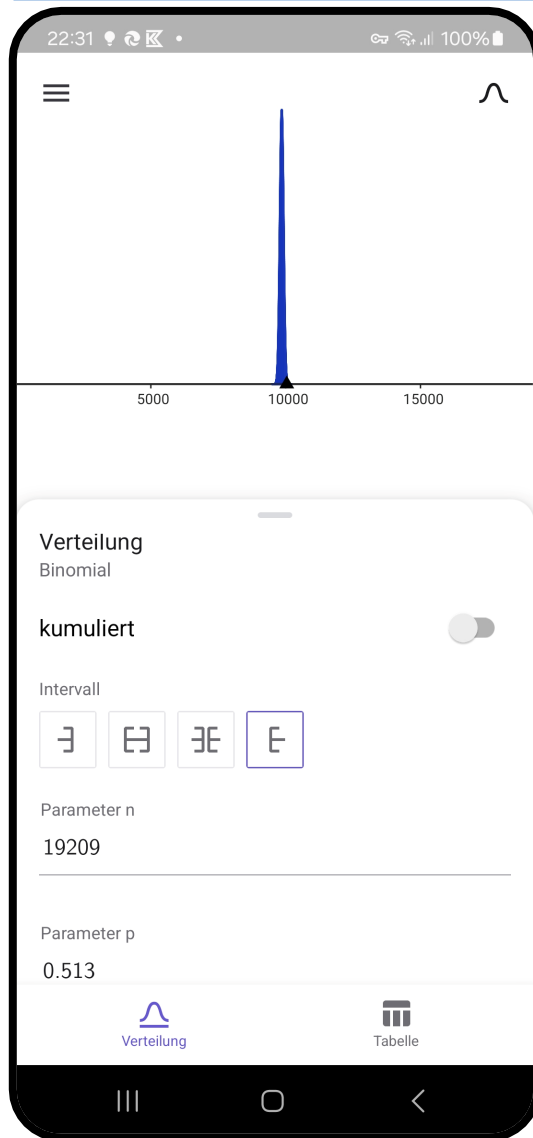 22:31
100%
5000 10000 15000
Verteilung
Binomial
kumuliert
Intervall
Parameter n
19209
Parameter p
0.513
Verteilung Tabelle